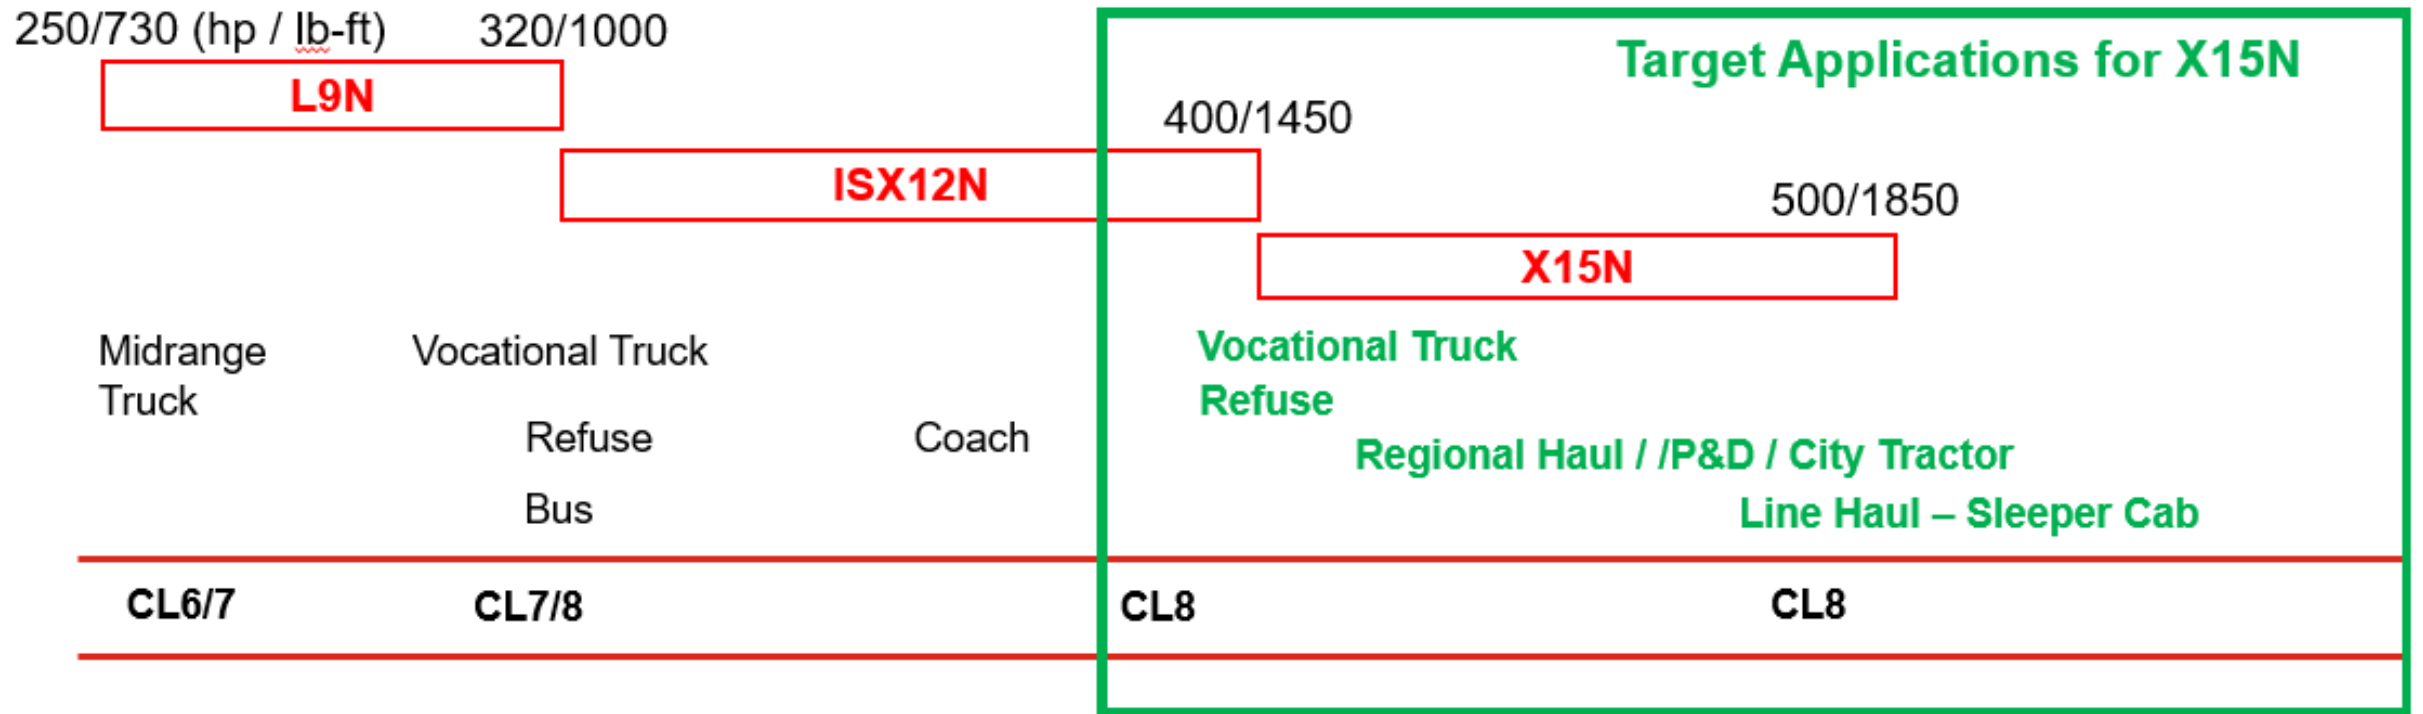 250/730 (hp / lb-ft)
320/1000
Target Applications for X15N
L9N
400/1450
ISX12N
500/1850
X15N
Midrange
Truck
Vocational Truck
Refuse
Coach
Bus
Vocational Truck
Refuse
Regional Haul / /P&D / City Tractor
Line Haul – Sleeper Cab
CL6/7
CL7/8
CL8
CL8